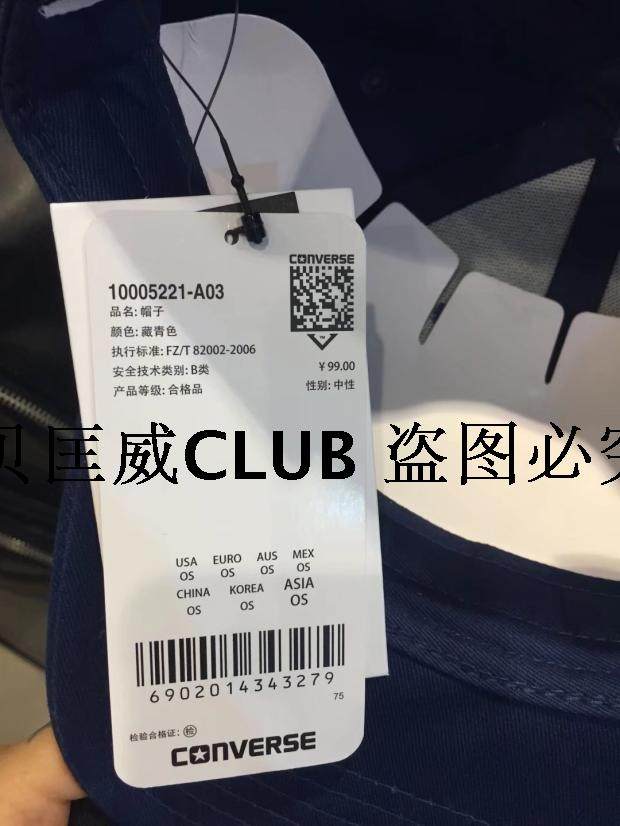 CONVERSE
10005221-A03
品名: 帽子
颜色: 藏青色
执行标准: FZ/T 82002-2006
安全技术类别: B类
¥99.00
产品等级: 合格品
性别: 中性
贝匡威CLUB 盗图必究
USA EURO AUS MEX
OS OS OS OS
CHINA KOREA ASIA
OS OS OS
6902014343279
75
检验合格证: 检
CONVERSE